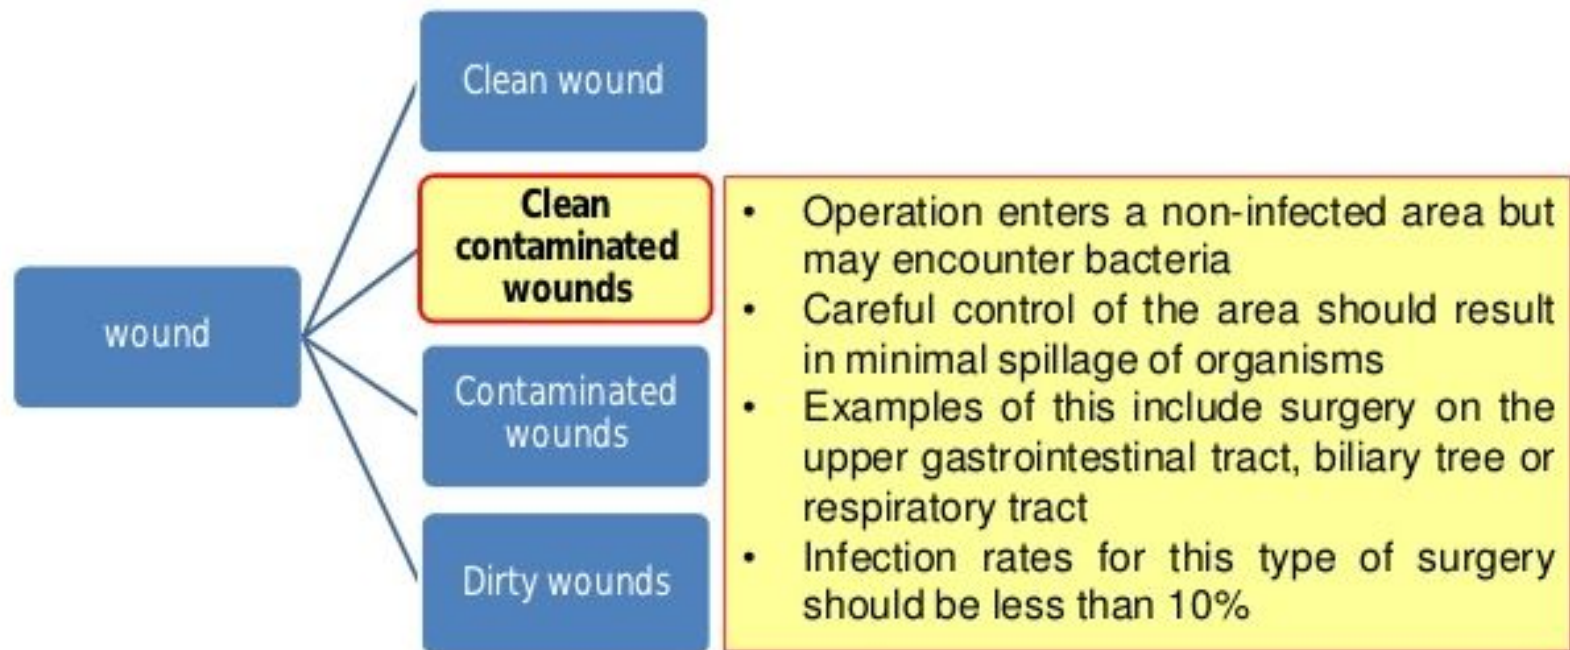 wound
Clean wound
Clean
contaminated
wounds
Contaminated
wounds
Dirty wounds
• Operation enters a non-infected area but
may encounter bacteria
• Careful control of the area should result
in minimal spillage of organisms
• Examples of this include surgery on the
upper gastrointestinal tract, biliary tree or
respiratory tract
• Infection rates for this type of surgery
should be less than 10%